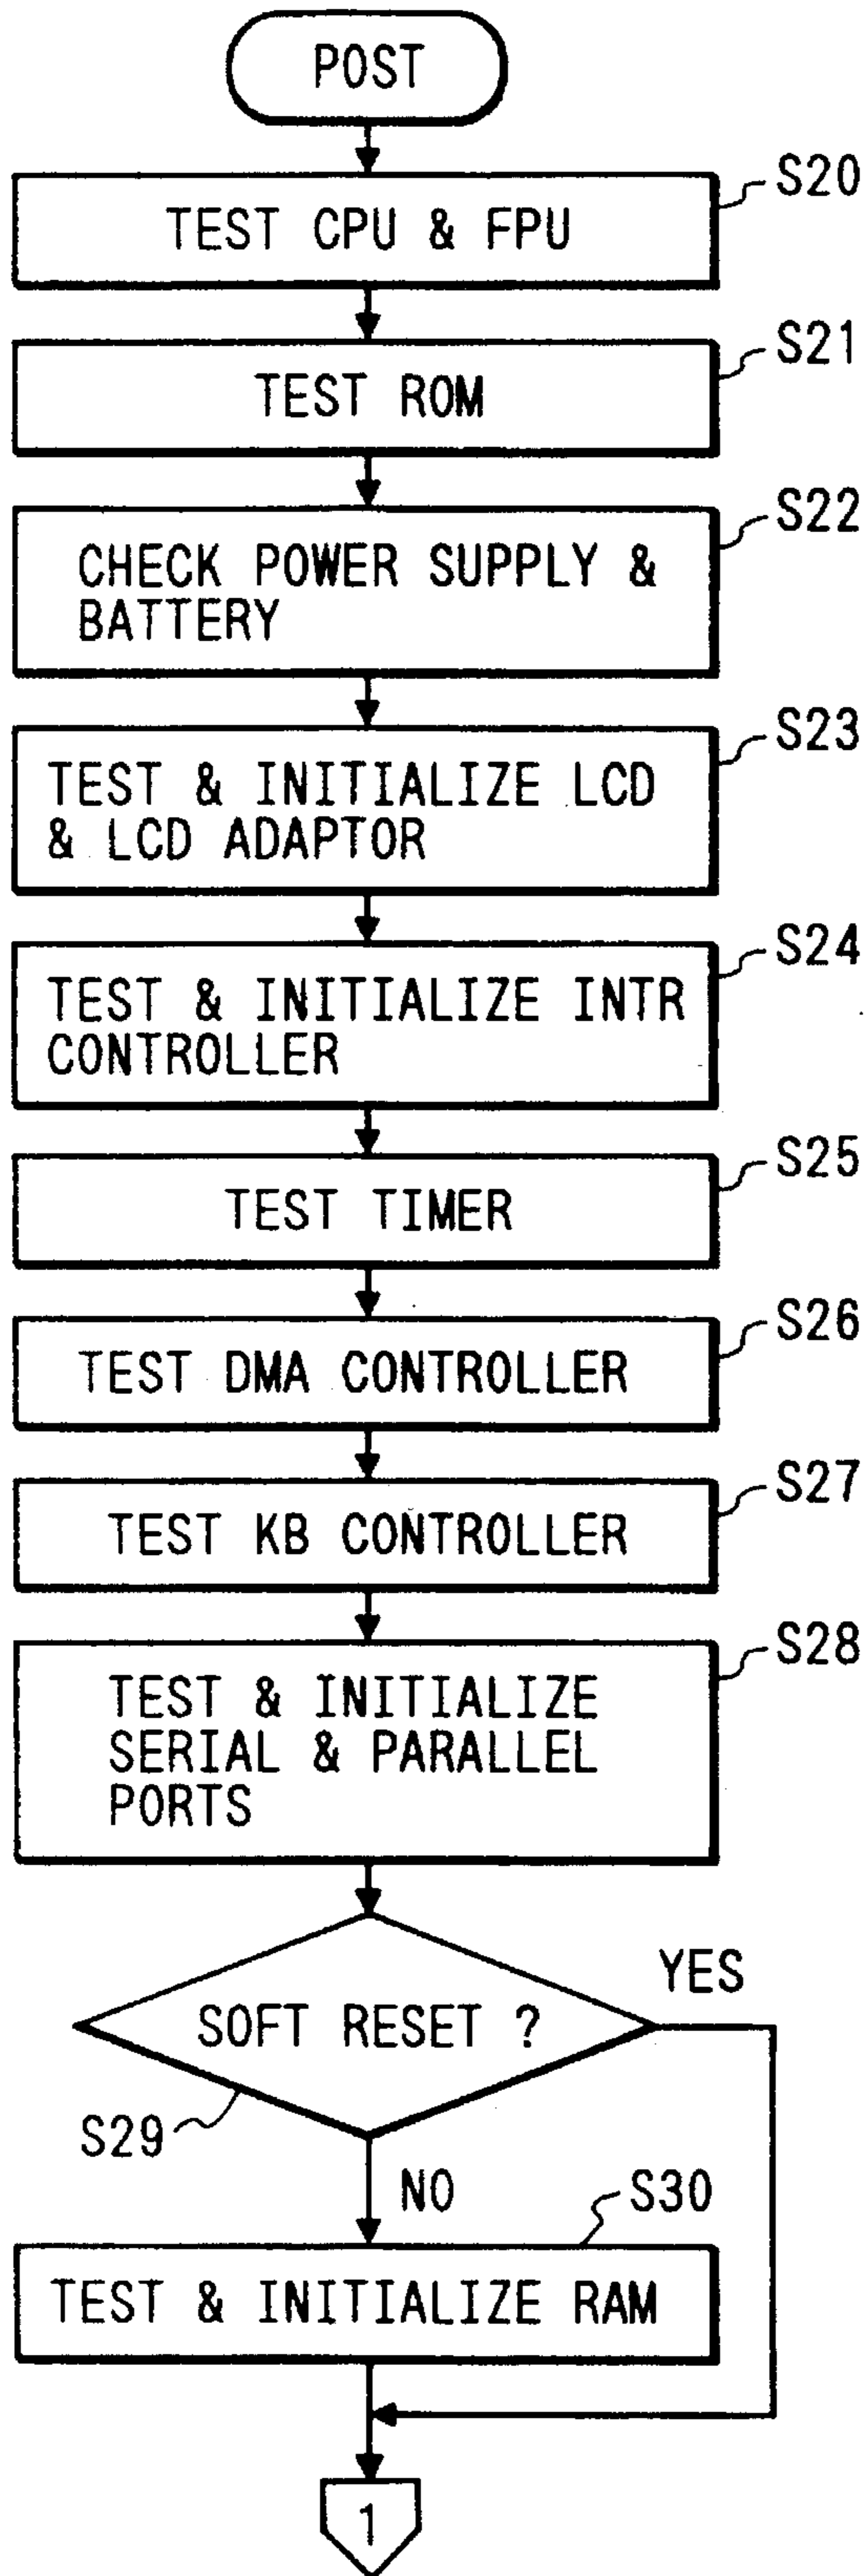 POST
S20
TEST CPU & FPU
S21
TEST ROM
S22
CHECK POWER SUPPLY &
BATTERY
S23
TEST & INITIALIZE LCD
& LCD ADAPTOR
S24
TEST & INITIALIZE INTR
CONTROLLER
S25
TEST TIMER
S26
TEST DMA CONTROLLER
S27
TEST KB CONTROLLER
S28
TEST & INITIALIZE
SERIAL & PARALLEL
PORTS
YES
SOFT RESET ?
S29
NO
S30
TEST & INITIALIZE RAM
1